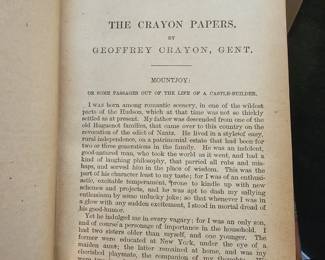 THE CRAYON PAPERS,
BY
GEOFFREY CRAYON, GENT.
MOUNTJOY:
OR SOME PASSAGES OUT OF THE LIFE OF A CASTLE-BUILDER.
I was born among romantic scenery, in one of the wildest
parts of the Hudson, which at that time was not so thickly
settled as at present. My father was descended from one of the
old Huguenot families, that came over to this country on the
revocation of the edict of Nantz. He lived in a style of easy,
rural independence, on a patrimonial estate that had been for
two or three generations in the family. He was an indolent,
good-natured man, who took the world as it went, and had a
kind of laughing philosophy, that parried all rubs and mis-
haps, and served him in the place of wisdom. This was the
part of his character least to my taste; for I was of an enthusi-
astic, excitable temperament, prone to kindle up with new
schemes and projects, and he was apt to dash my sallying
enthusiasm by some unlucky joke; so that whenever I was in
a glow with any sudden excitement, I stood in mortal dread of
his good-humor.
Yet he indulged me in every vagary; for I was an only son,
and of course a personage of importance in the household. I
had two sisters older than myself, and one younger. The
former were educated at New York, under the eye of a
maiden aunt; the latter remained at home, and was my
cherished playmate, the companion of my thoughts. We